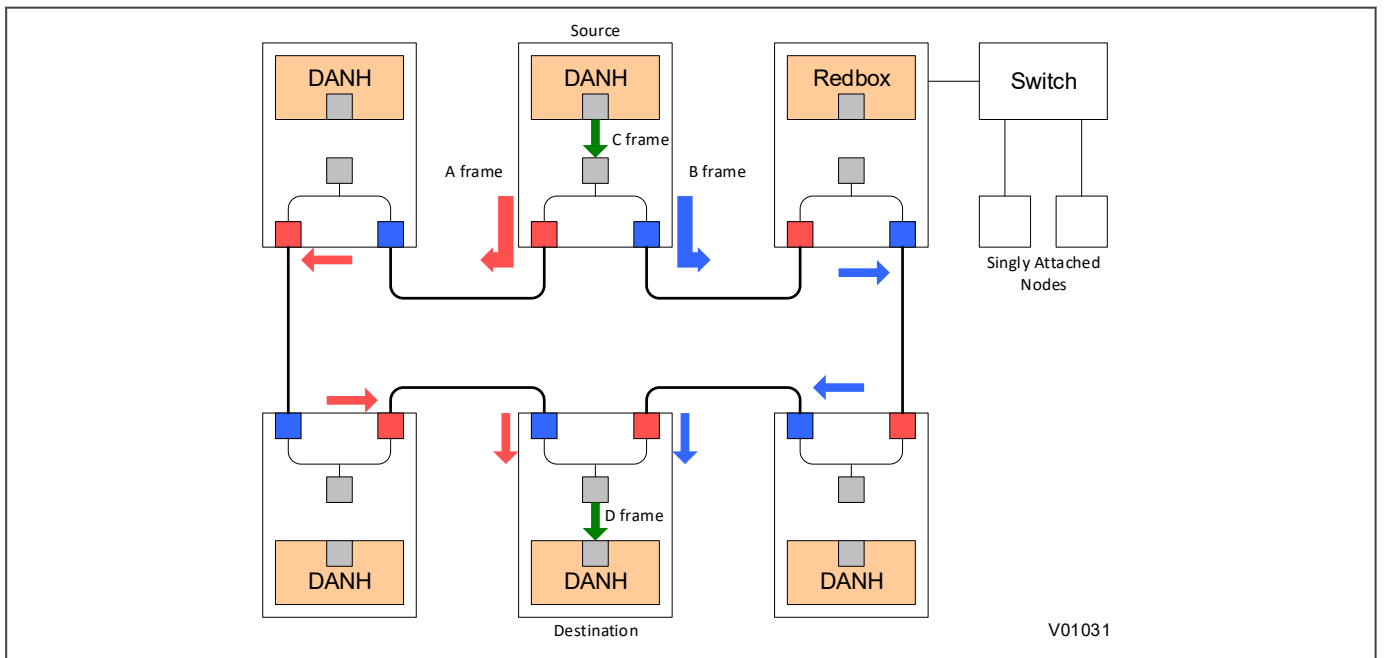 Source
DANH
DANH
Redbox
Switch
C frame
A frame
B frame
Singly Attached
Nodes
D frame
DANH
DANH
DANH
Destination
V01031